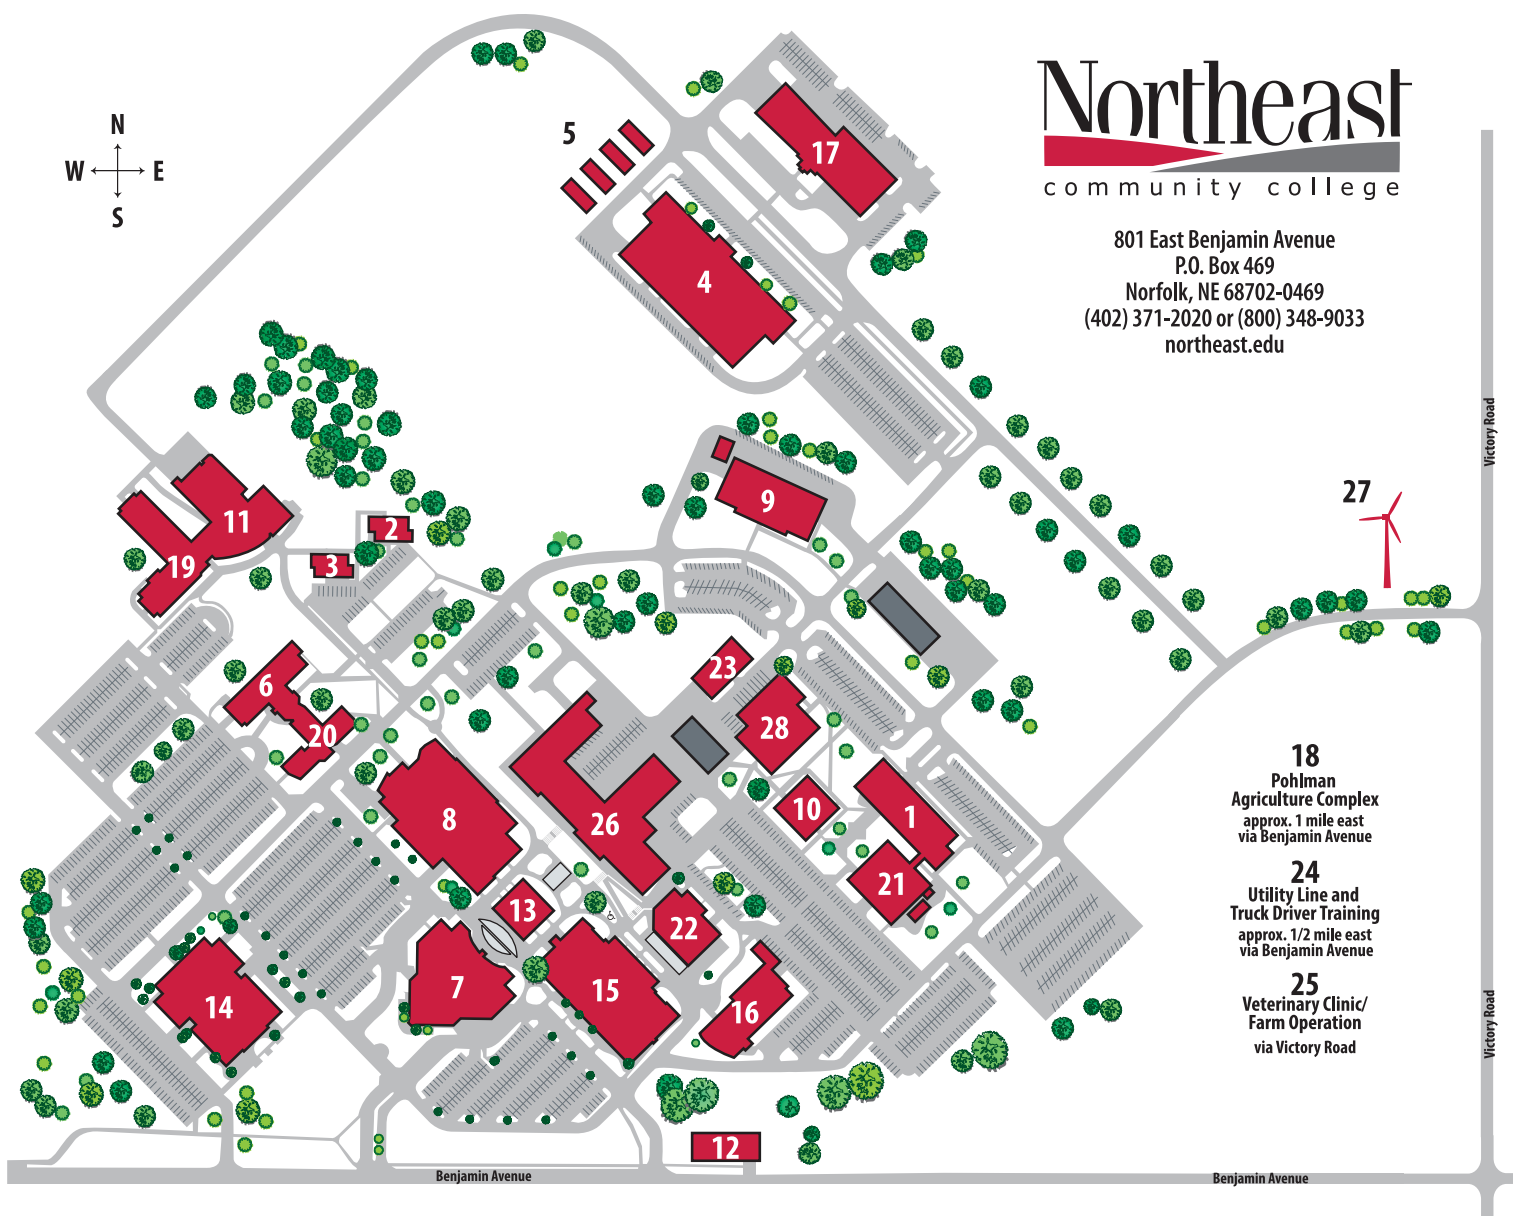 Northeast
community college
801 East Benjamin Avenue
P.O. Box 469
Norfolk, NE 68702-0469
(402) 371-2020 or (800) 348-9033
northeast.edu
N
W E
S
5
17
4
Victory Road
27
9
11
2
3
19
23
6
20
28
18
Pohlman
Agriculture Complex
approx. 1 mile east
via Benjamin Avenue
8
26
10
1
21
24
Utility Line and
Truck Driver Training
approx. 1/2 mile east
via Benjamin Avenue
13
22
7
15
14
16
25
Veterinary Clinic/
Farm Operation
via Victory Road
Victory Road
12
Benjamin Avenue
Benjamin Avenue